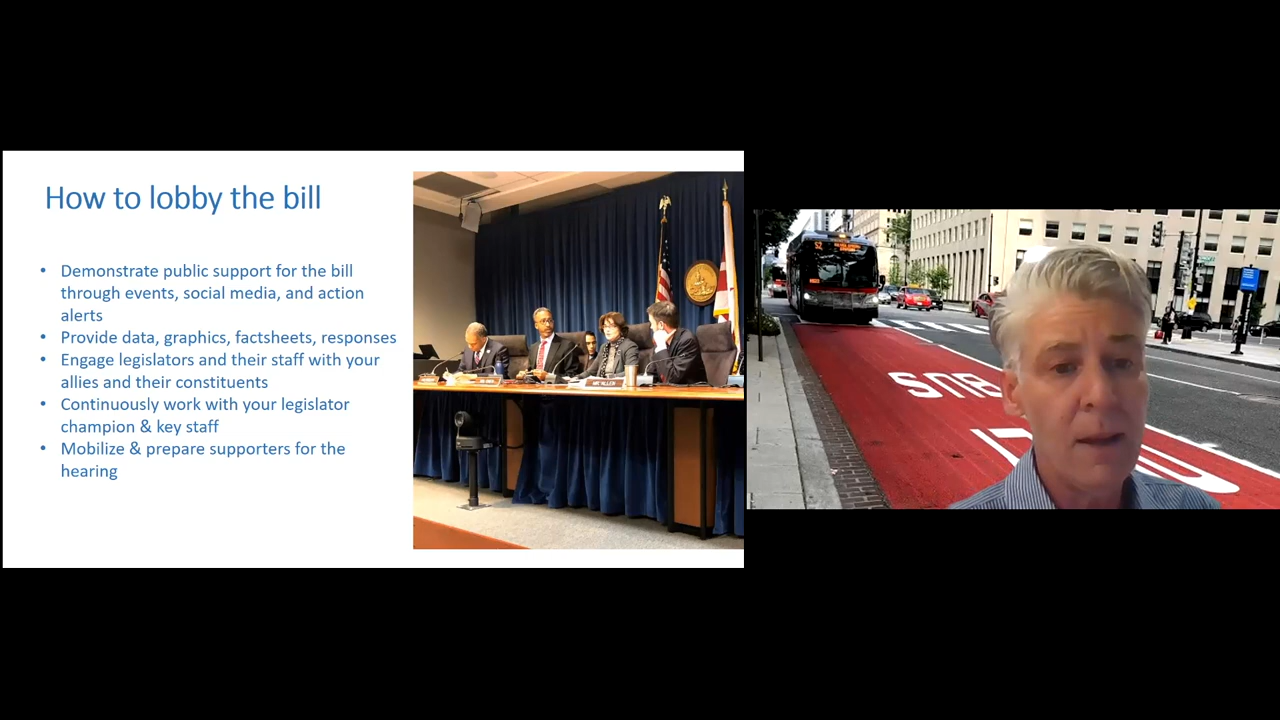 How to lobby the bill
• Demonstrate public support for the bill
through events, social media, and action
alerts
• Provide data, graphics, factsheets, responses
• Engage legislators and their staff with your
allies and their constituents
• Continuously work with your legislator
champion & key staff
• Mobilize & prepare supporters for the
hearing
S2
BUS